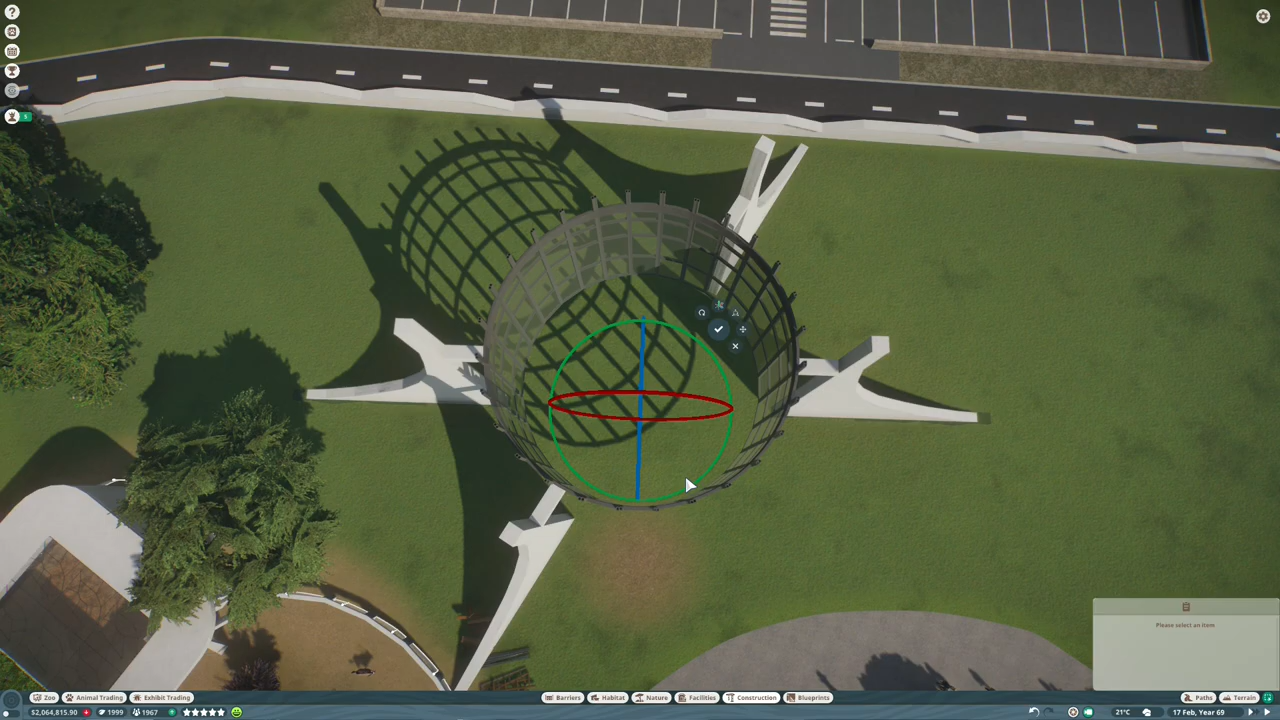 ?
5
Please select an item
Zoo
Animal Trading
Exhibit Trading
Barriers
Habitat
Nature
Facilities
Construction
Blueprints
Paths
Terrain
$2,064,815.90
1999
1967
21°C
17 Feb, Year 69